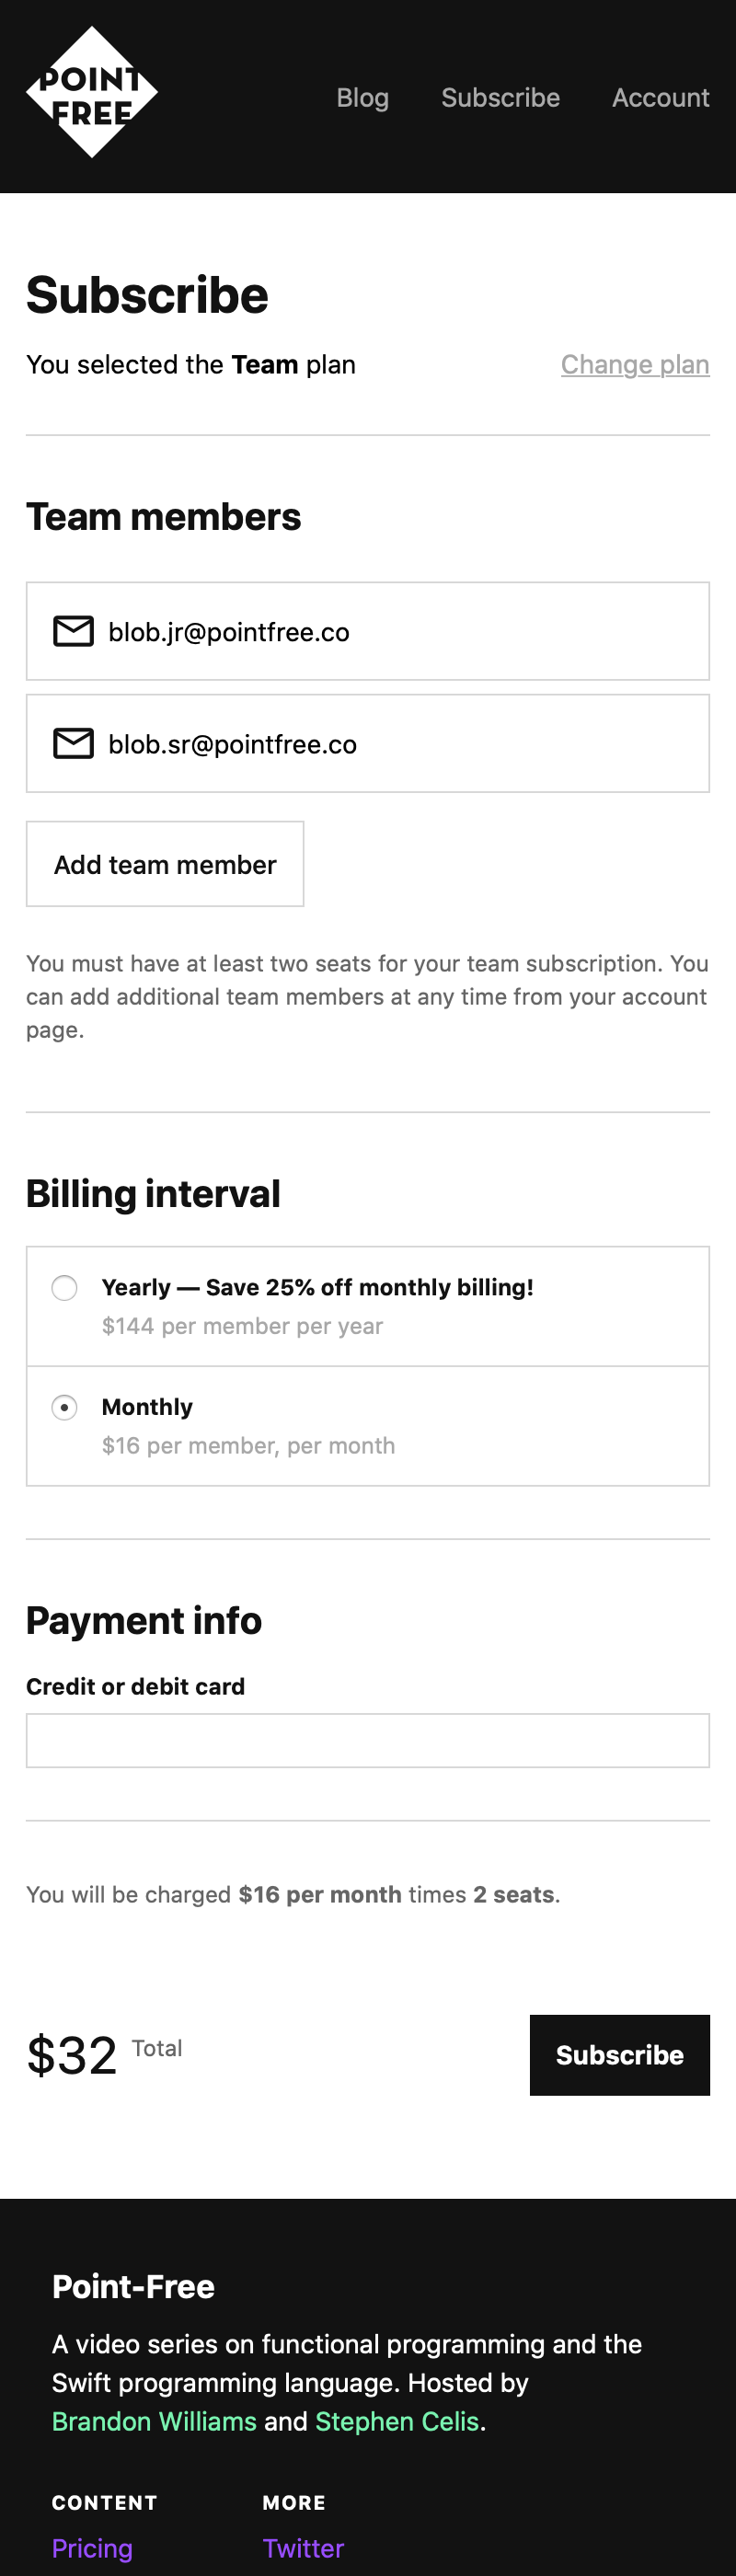 POINT
FREE
Blog Subscribe Account
Subscribe
You selected the Team plan Change plan
Team members
blob.jr@pointfree.co
blob.sr@pointfree.co
Add team member
You must have at least two seats for your team subscription. You
can add additional team members at any time from your account
page.
Billing interval
Yearly — Save 25% off monthly billing!
$144 per member per year
Monthly
$16 per member, per month
Payment info
Credit or debit card
You will be charged $16 per month times 2 seats.
$32 Total Subscribe
Point-Free
A video series on functional programming and the
Swift programming language. Hosted by
Brandon Williams and Stephen Celis.
CONTENT MORE
Pricing Twitter